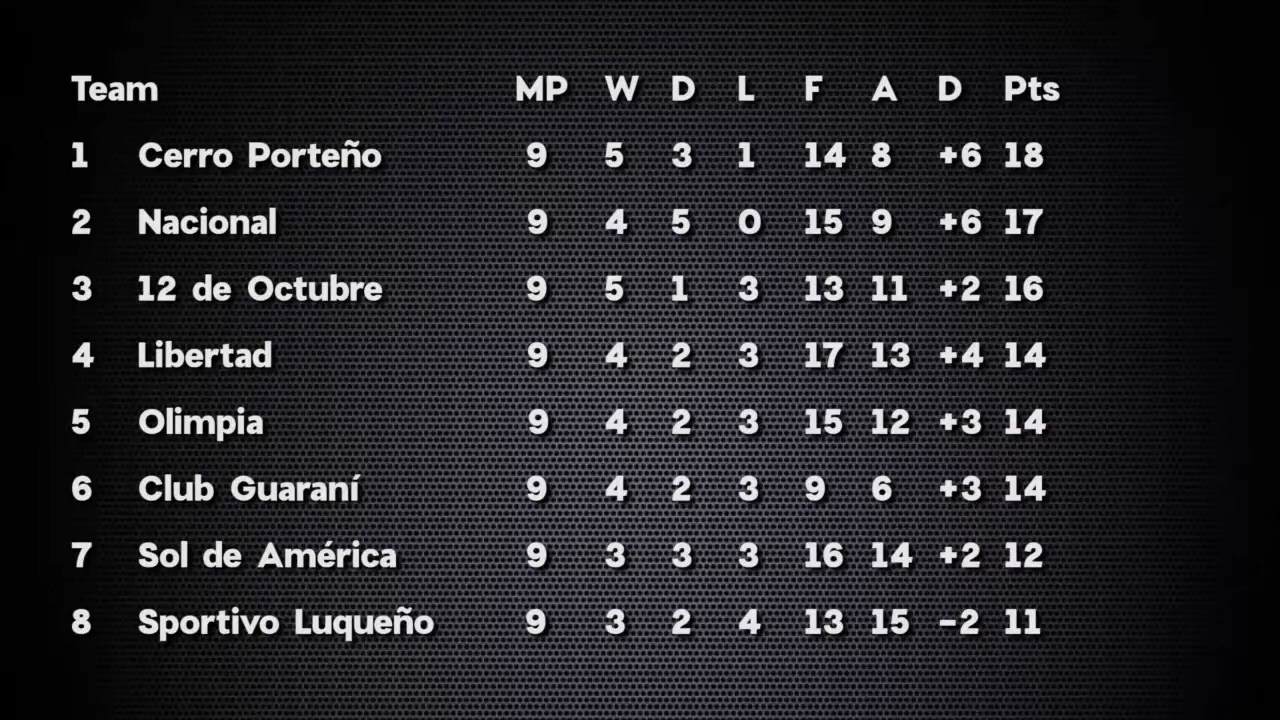 Team MP W D L F A D Pts
1 Cerro Porteño 9 5 3 1 14 8 +6 18
2 Nacional 9 4 5 0 15 9 +6 17
3 12 de Octubre 9 5 1 3 13 11 +2 16
4 Libertad 9 4 2 3 17 13 +4 14
5 Olimpia 9 4 2 3 15 12 +3 14
6 Club Guaraní 9 4 2 3 9 6 +3 14
7 Sol de América 9 3 3 3 16 14 +2 12
8 Sportivo Luqueño 9 3 2 4 13 15 -2 11